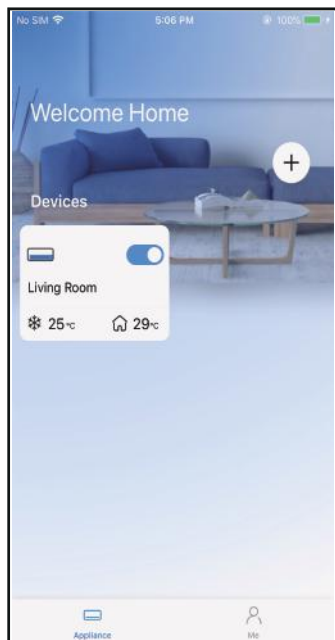 No SIM 5:06 PM 100%
Welcome Home
+
Devices
Living Room
25°C 29°C
Appliance Me